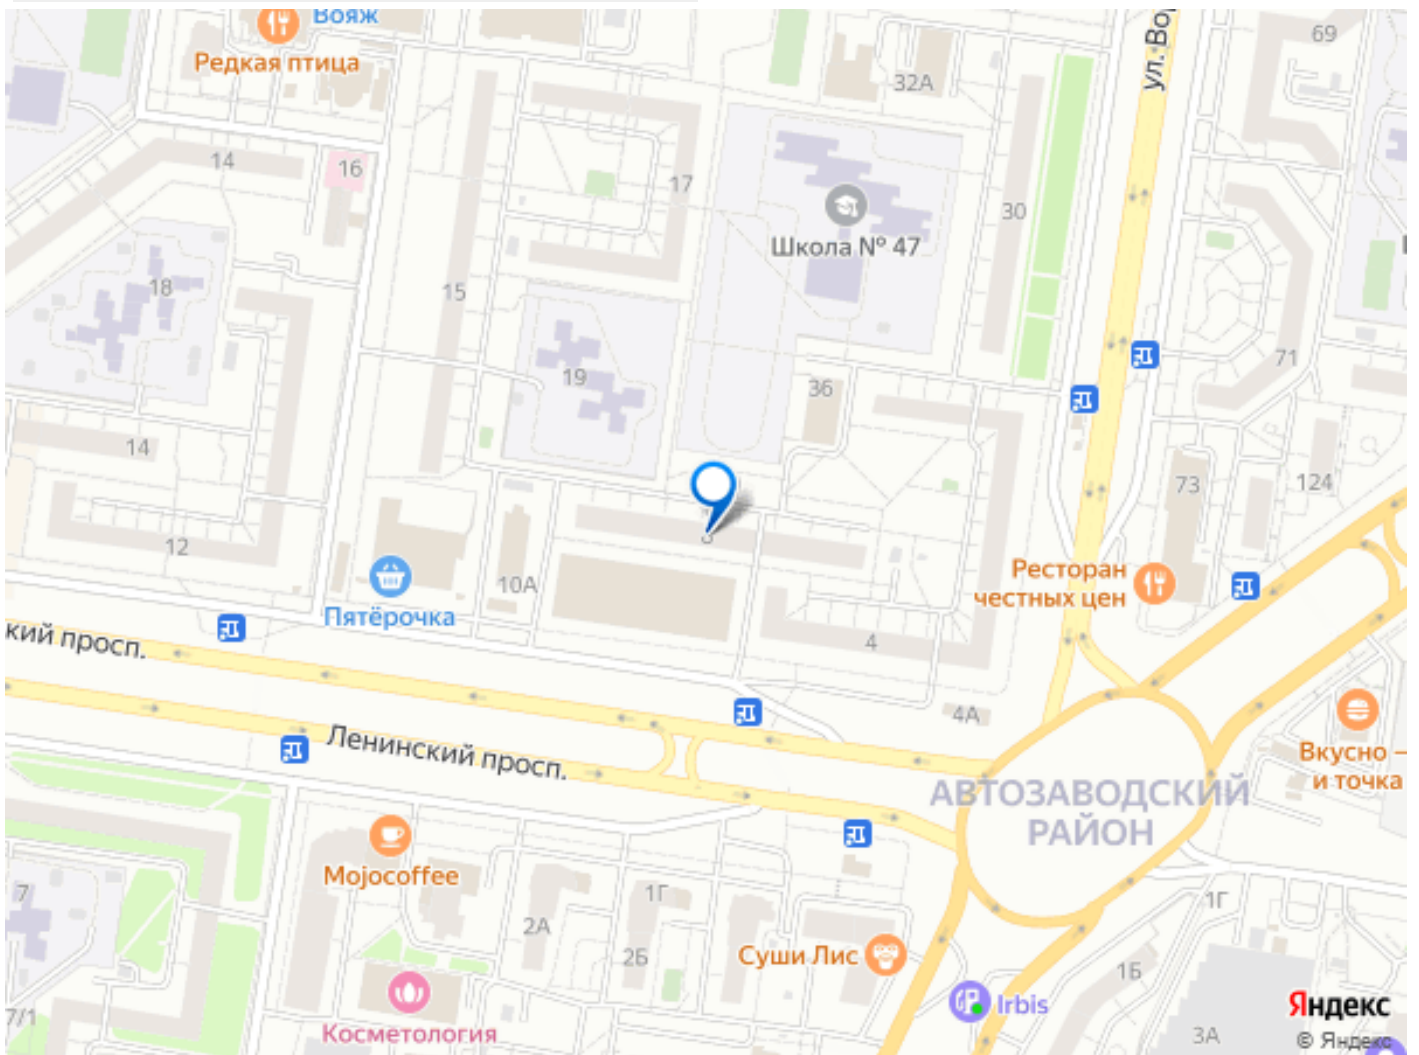 Вояж
Редкая птица
ул. Вор
69
32А
14
16
17
30
Школа № 47
18
15
71
19
36
14
73
124
12
10А
8
Ресторан
честных цен
Пятёрочка
кий просп.
4
4А
Ленинский просп.
Вкусно –
и точка
АВТОЗАВОДСКИЙ
РАЙОН
Mojocoffee
7
1Г
1Г
2А
2Б
Суши Лис
1Б
Irbis
7/1
Косметология
3А
Яндекс
© Яндекс